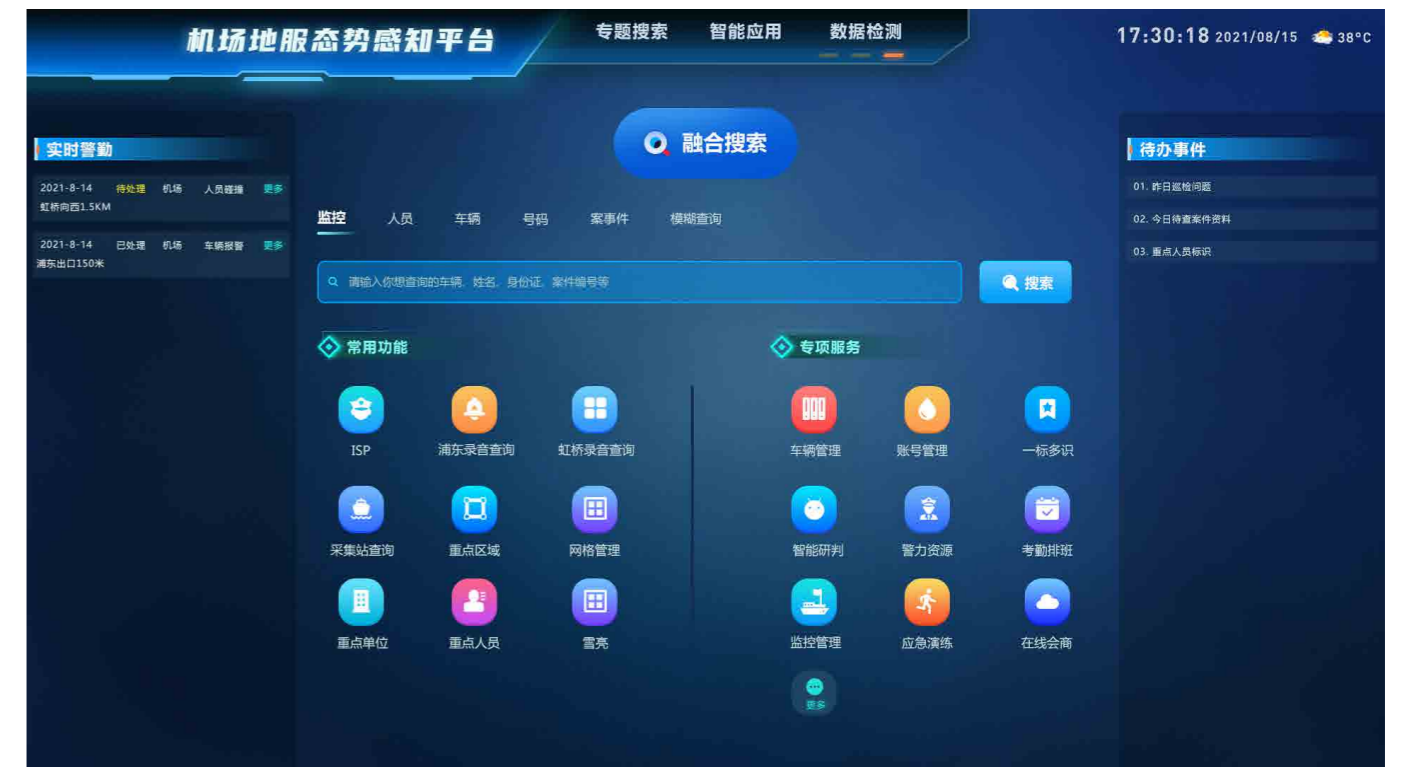 机场地服态势感知平台
专题搜索 智能应用 数据检测
17:30:18 2021/08/15 38°C
融合搜索
实时警勤
2021-8-14 待处理 机场 人员碰撞 更多
虹桥向西1.5KM
2021-8-14 已处理 机场 车辆报警 更多
浦东出口150米
待办事件
01. 昨日巡检问题
02. 今日待查案件资料
03. 重点人员标识
监控 人员 车辆 号码 案事件 模糊查询
请输入你想查询的车辆、姓名、身份证、案件编号等
搜索
常用功能
ISP 浦东录音查询 虹桥录音查询
采集站查询 重点区域 网格管理
重点单位 重点人员 雪亮
专项服务
车辆管理 账号管理 一标多识
智能研判 警力资源 考勤排班
监控管理 应急演练 在线会商
更多